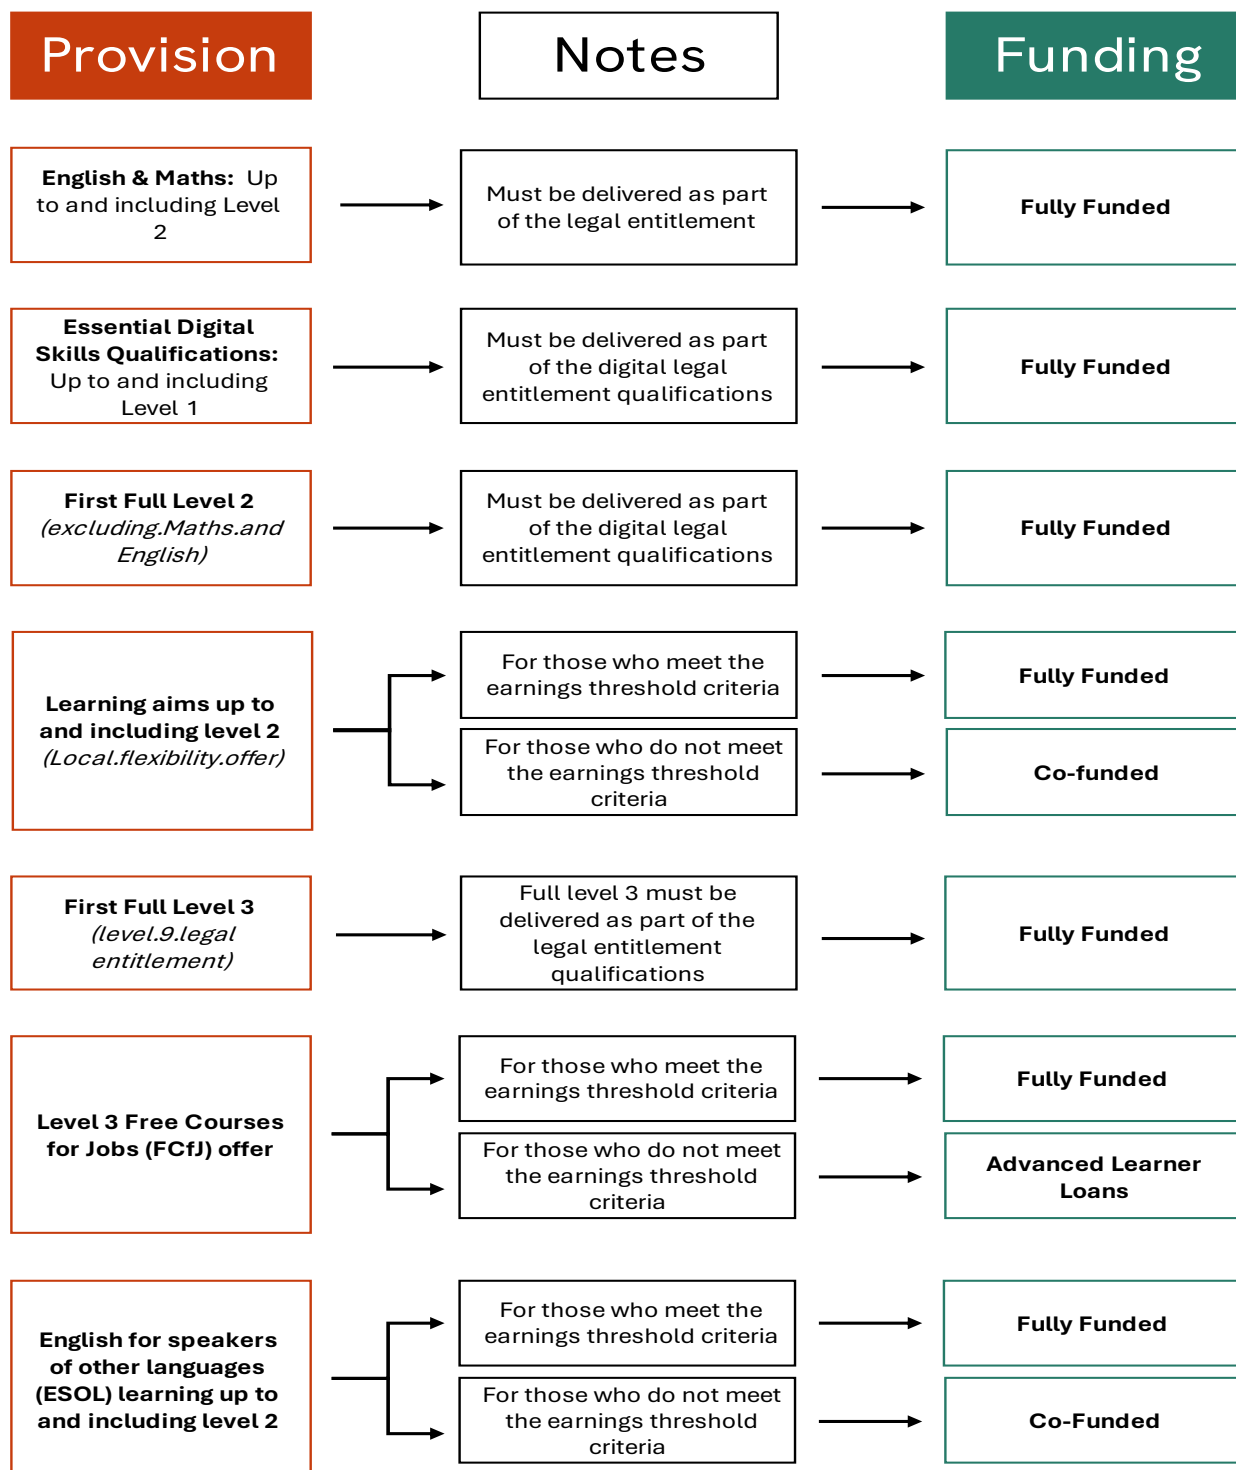 Provision
Notes
Funding
English & Maths: Up
to and including Level
2
Must be delivered as part
of the legal entitlement
Fully Funded
Essential Digital
Skills Qualifications:
Up to and including
Level 1
Must be delivered as part
of the digital legal
entitlement qualifications
Fully Funded
First Full Level 2
(excluding.Maths.and
English)
Must be delivered as part
of the digital legal
entitlement qualifications
Fully Funded
Learning aims up to
and including level 2
(Local.flexibility.offer)
For those who meet the
earnings threshold criteria
Fully Funded
For those who do not meet
the earnings threshold
criteria
Co-funded
First Full Level 3
(level.9.legal
entitlement)
Full level 3 must be
delivered as part of the
legal entitlement
qualifications
Fully Funded
Level 3 Free Courses
for Jobs (FCfJ) offer
For those who meet the
earnings threshold criteria
Fully Funded
For those who do not meet
the earnings threshold
criteria
Advanced Learner
Loans
English for speakers
of other languages
(ESOL) learning up to
and including level 2
For those who meet the
earnings threshold criteria
Fully Funded
For those who do not meet
the earnings threshold
criteria
Co-Funded